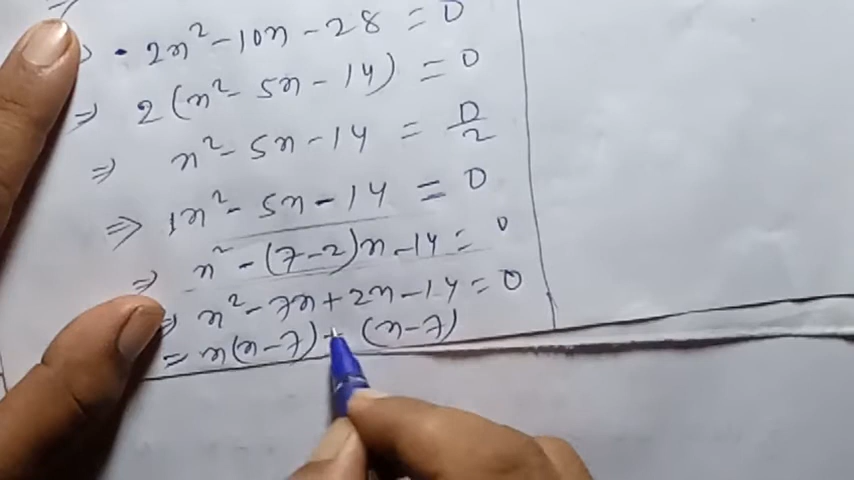 ⇒ 2x² - 10x - 28 = 0
⇒ 2(x² - 5x - 14) = 0
⇒ x² - 5x - 14 = 0/2
⇒ 1x² - 5x - 14 = 0
⇒ x² - (7-2)x - 14 = 0
⇒ x² - 7x + 2x - 14 = 0
= x(x-7) + (x-7)